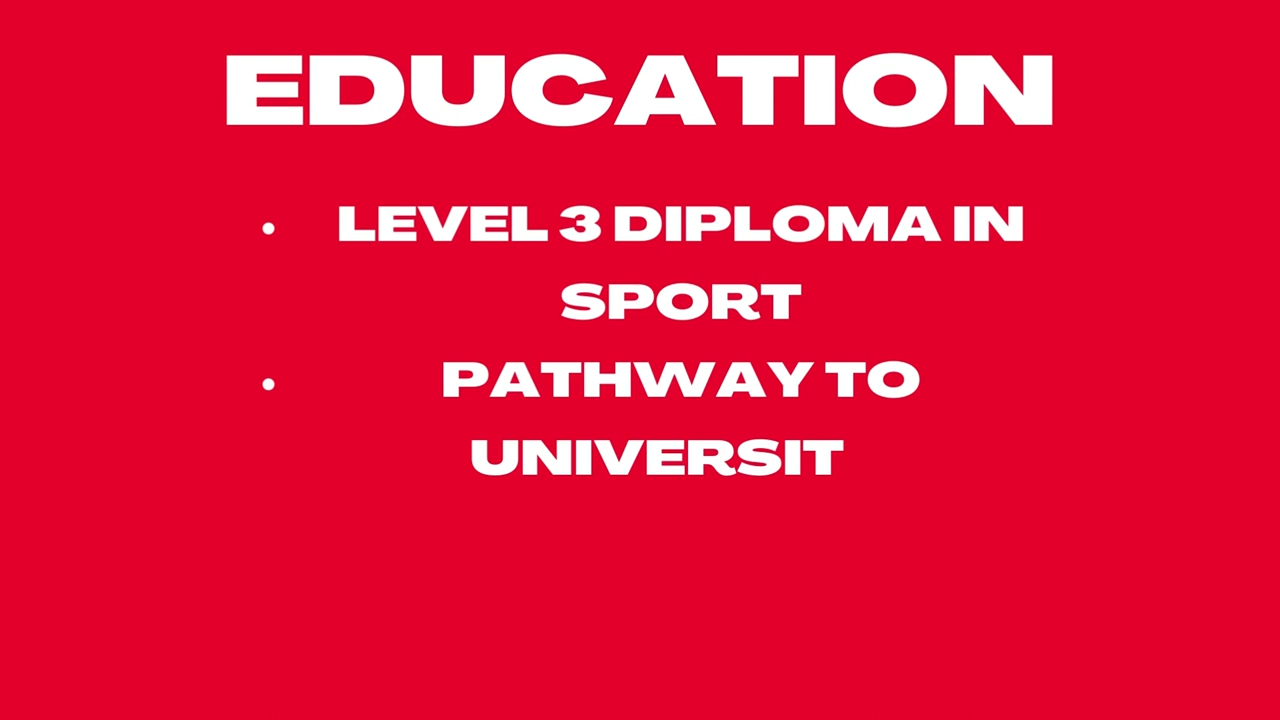 EDUCATION
• LEVEL 3 DIPLOMA IN
SPORT
• PATHWAY TO
UNIVERSIT